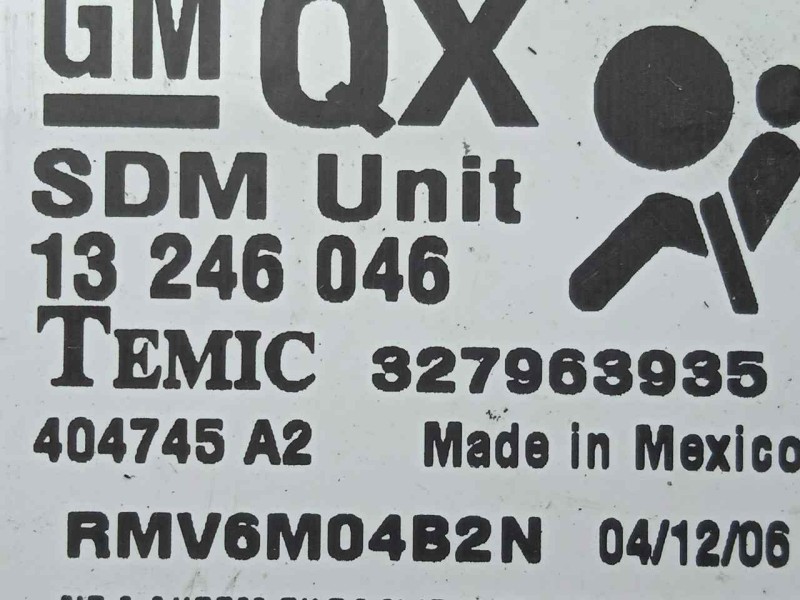 GM QX
SDM Unit
13 246 046
TEMIC 327963935
404745 A2 Made in Mexico
RMV6M04B2N 04/12/06